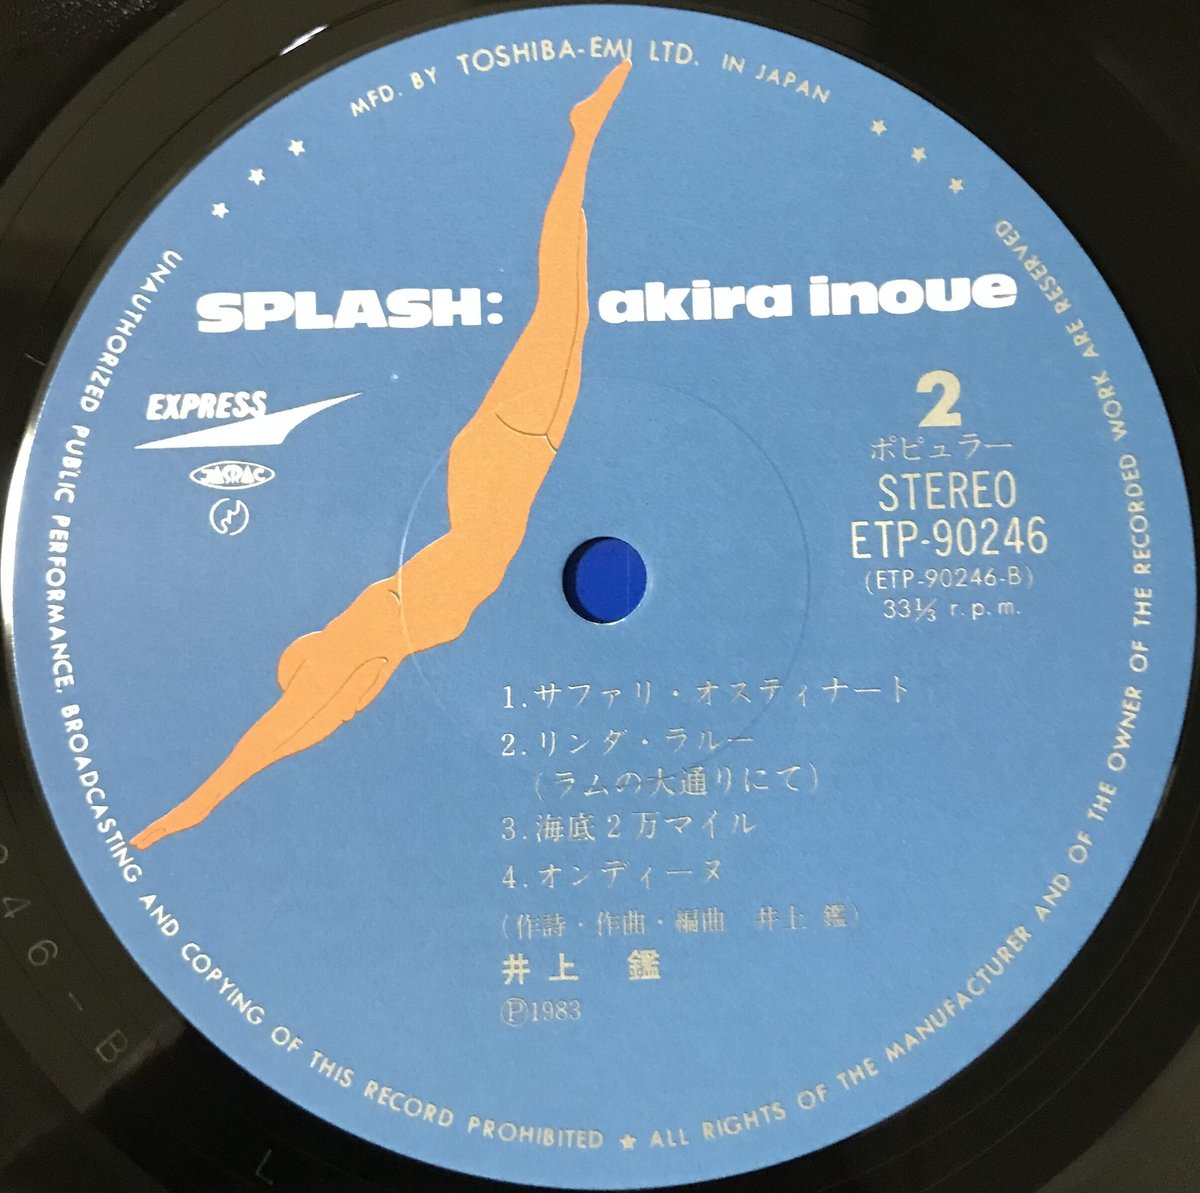 MFD. BY TOSHIBA-EMI LTD. IN JAPAN
SPLASH: akira inoue
EXPRESS
JASRAC
2
ポピュラー
STEREO
ETP-90246
(ETP-90246-B)
33⅓ r.p.m.
1.サファリ・オスティナート
2.リンダ・ラルー
(ラムの大通りにて)
3.海底2万マイル
4.オンディーヌ
(作詩・作曲・編曲 井上 鑑)
井上 鑑
Ⓟ1983
UNAUTHORIZED PUBLIC PERFORMANCE, BROADCASTING AND COPYING OF THIS RECORD PROHIBITED ★ ALL RIGHTS OF THE MANUFACTURER AND OF THE OWNER OF THE RECORDED WORK ARE RESERVED
246-B
L